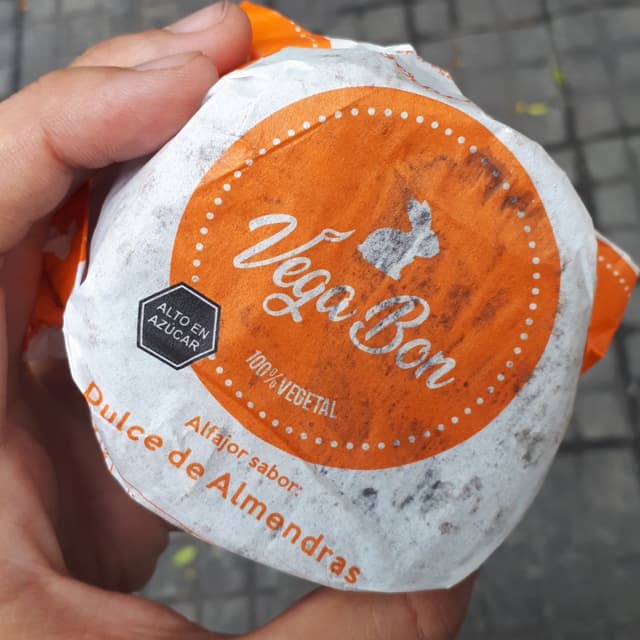 Vega Bon
100% VEGETAL
ALTO EN
AZÚCAR
Alfajor sabor:
Dulce de Almendras